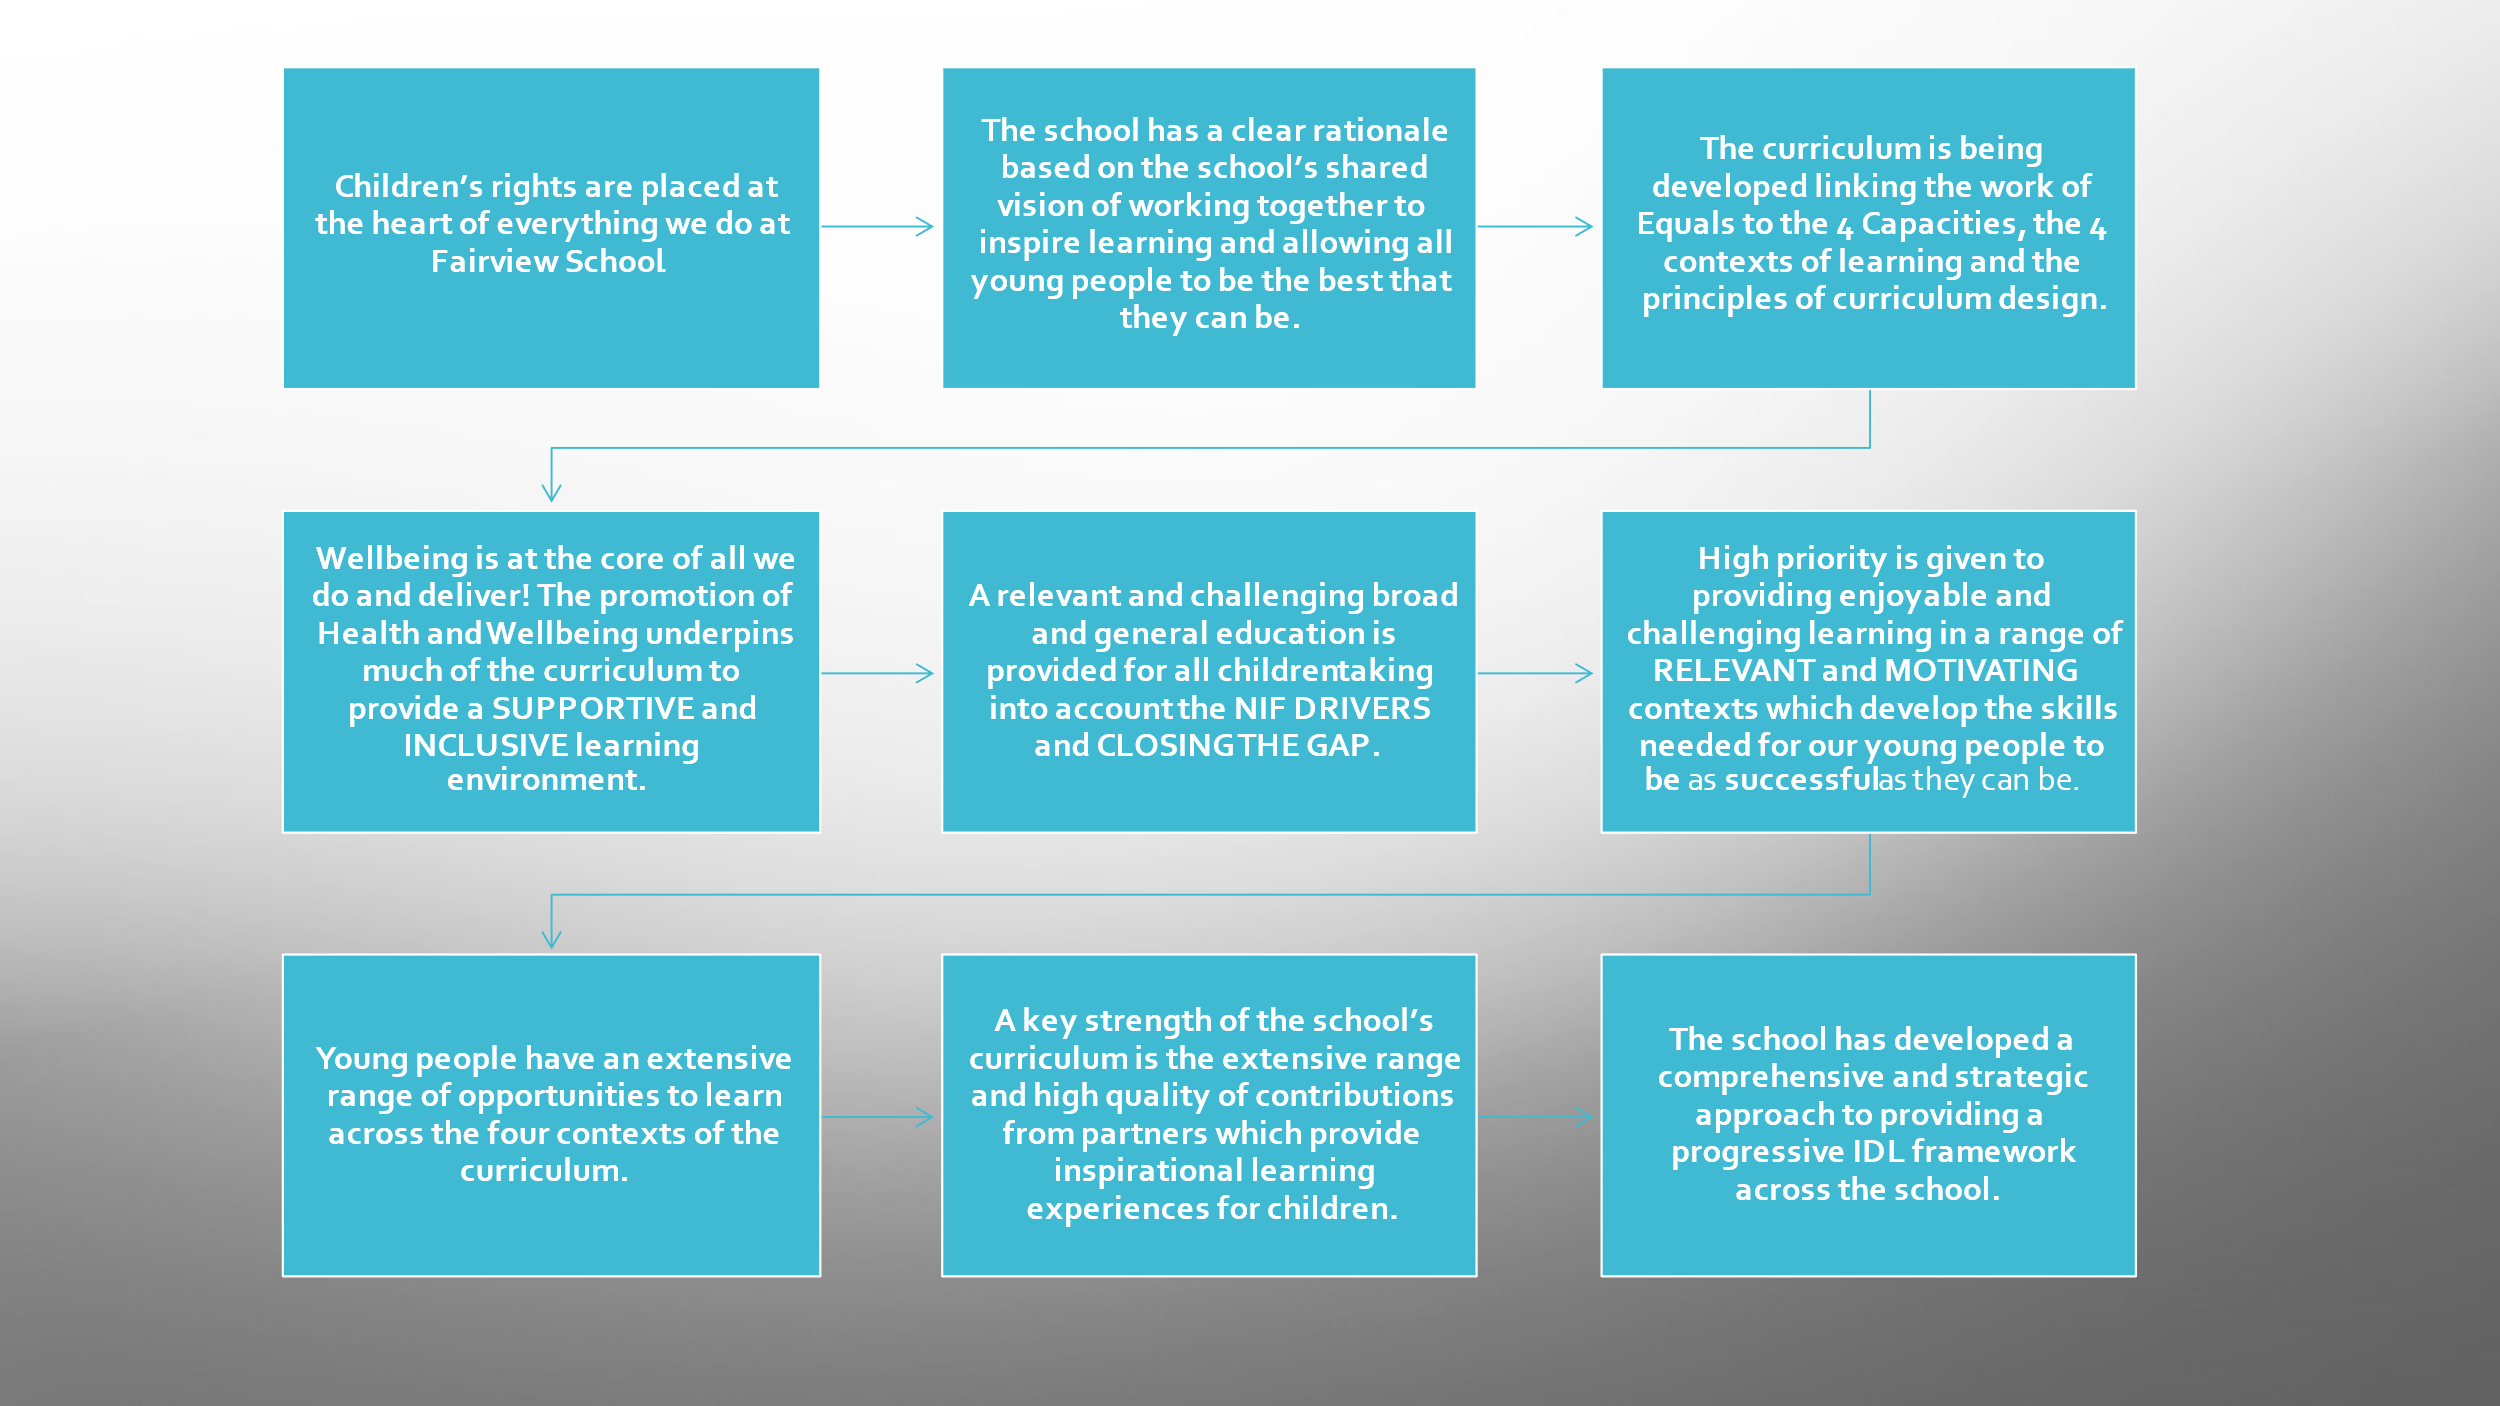 Children’s rights are placed at
the heart of everything we do at
Fairview School.
The school has a clear rationale
based on the school’s shared
vision of working together to
inspire learning and allowing all
young people to be the best that
they can be.
The curriculum is being
developed linking the work of
Equals to the 4 Capacities, the 4
contexts of learning and the
principles of curriculum design.
Wellbeing is at the core of all we
do and deliver! The promotion of
Health and Wellbeing underpins
much of the curriculum to
provide a SUPPORTIVE and
INCLUSIVE learning
environment.
A relevant and challenging broad
and general education is
provided for all children taking
into account the NIF DRIVERS
and CLOSING THE GAP.
High priority is given to
providing enjoyable and
challenging learning in a range of
RELEVANT and MOTIVATING
contexts which develop the skills
needed for our young people to
be as successful as they can be.
Young people have an extensive
range of opportunities to learn
across the four contexts of the
curriculum.
A key strength of the school’s
curriculum is the extensive range
and high quality of contributions
from partners which provide
inspirational learning
experiences for children.
The school has developed a
comprehensive and strategic
approach to providing a
progressive IDL framework
across the school.